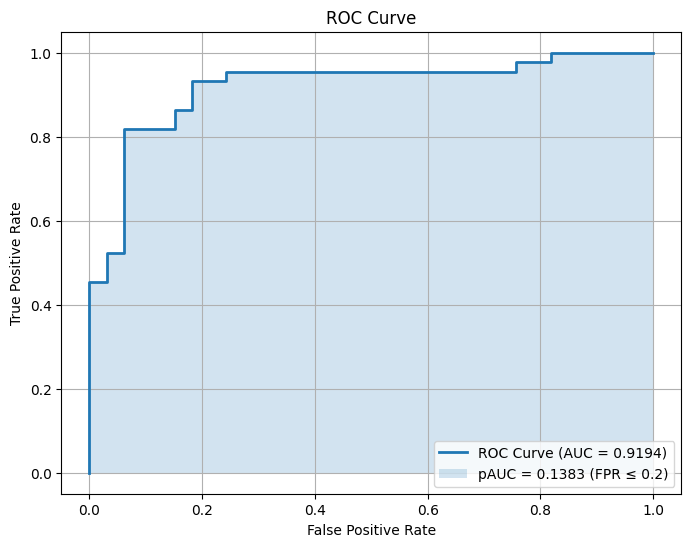 ROC Curve
True Positive Rate
1.0
0.8
0.6
0.4
0.2
0.0
0.0 0.2 0.4 0.6 0.8 1.0
False Positive Rate
ROC Curve (AUC = 0.9194)
pAUC = 0.1383 (FPR ≤ 0.2)